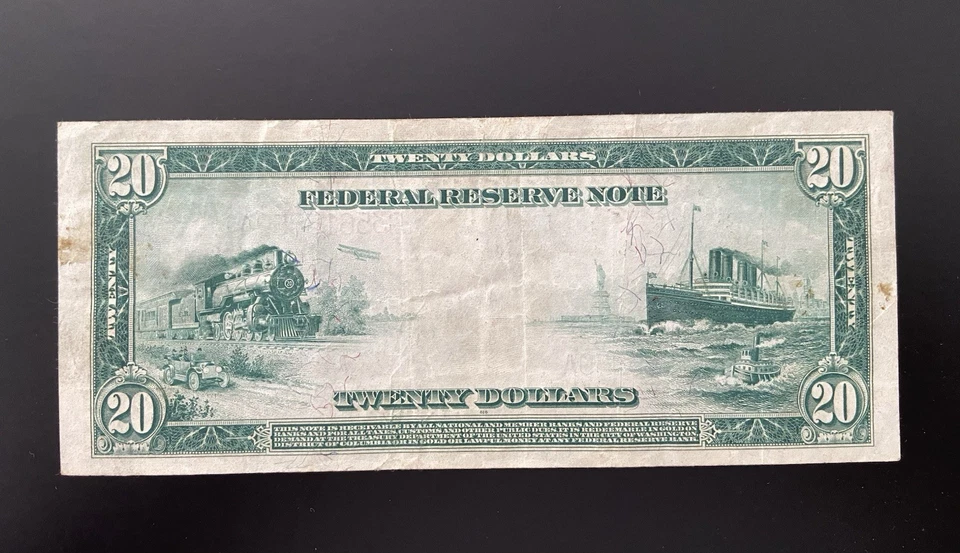 20 TWENTY DOLLARS 20
FEDERAL RESERVE NOTE
TWENTY TWENTY
TWENTY DOLLARS
20 20
THIS NOTE IS RECEIVABLE BY ALL NATIONAL AND MEMBER BANKS AND FEDERAL RESERVE
BANKS AND FOR ALL TAXES, CUSTOMS AND OTHER PUBLIC DUES. IT IS REDEEMABLE IN GOLD ON
DEMAND AT THE TREASURY DEPARTMENT OF THE UNITED STATES IN THE CITY OF WASHINGTON,
DISTRICT OF COLUMBIA OR IN GOLD OR LAWFUL MONEY AT ANY FEDERAL RESERVE BANK.